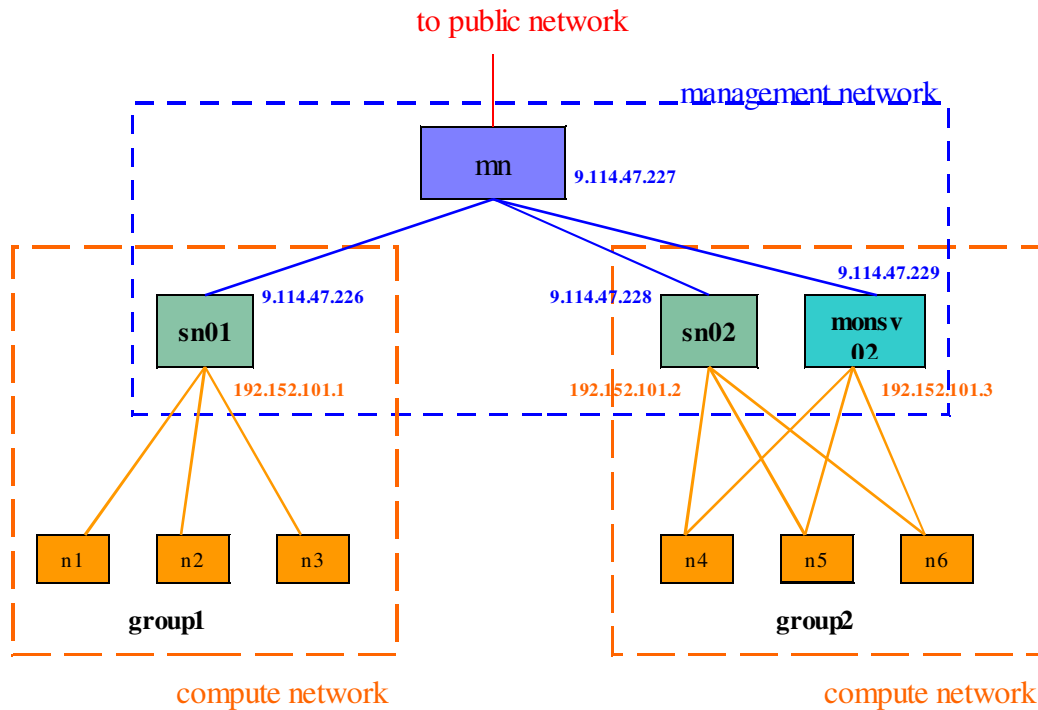 to public network
management network
mn
9.114.47.227
9.114.47.229
9.114.47.226
9.114.47.228
sn01
sn02
monsv
02
192.152.101.1
192.152.101.2
192.152.101.3
n1
n2
n3
n4
n5
n6
group1
group2
compute network
compute network